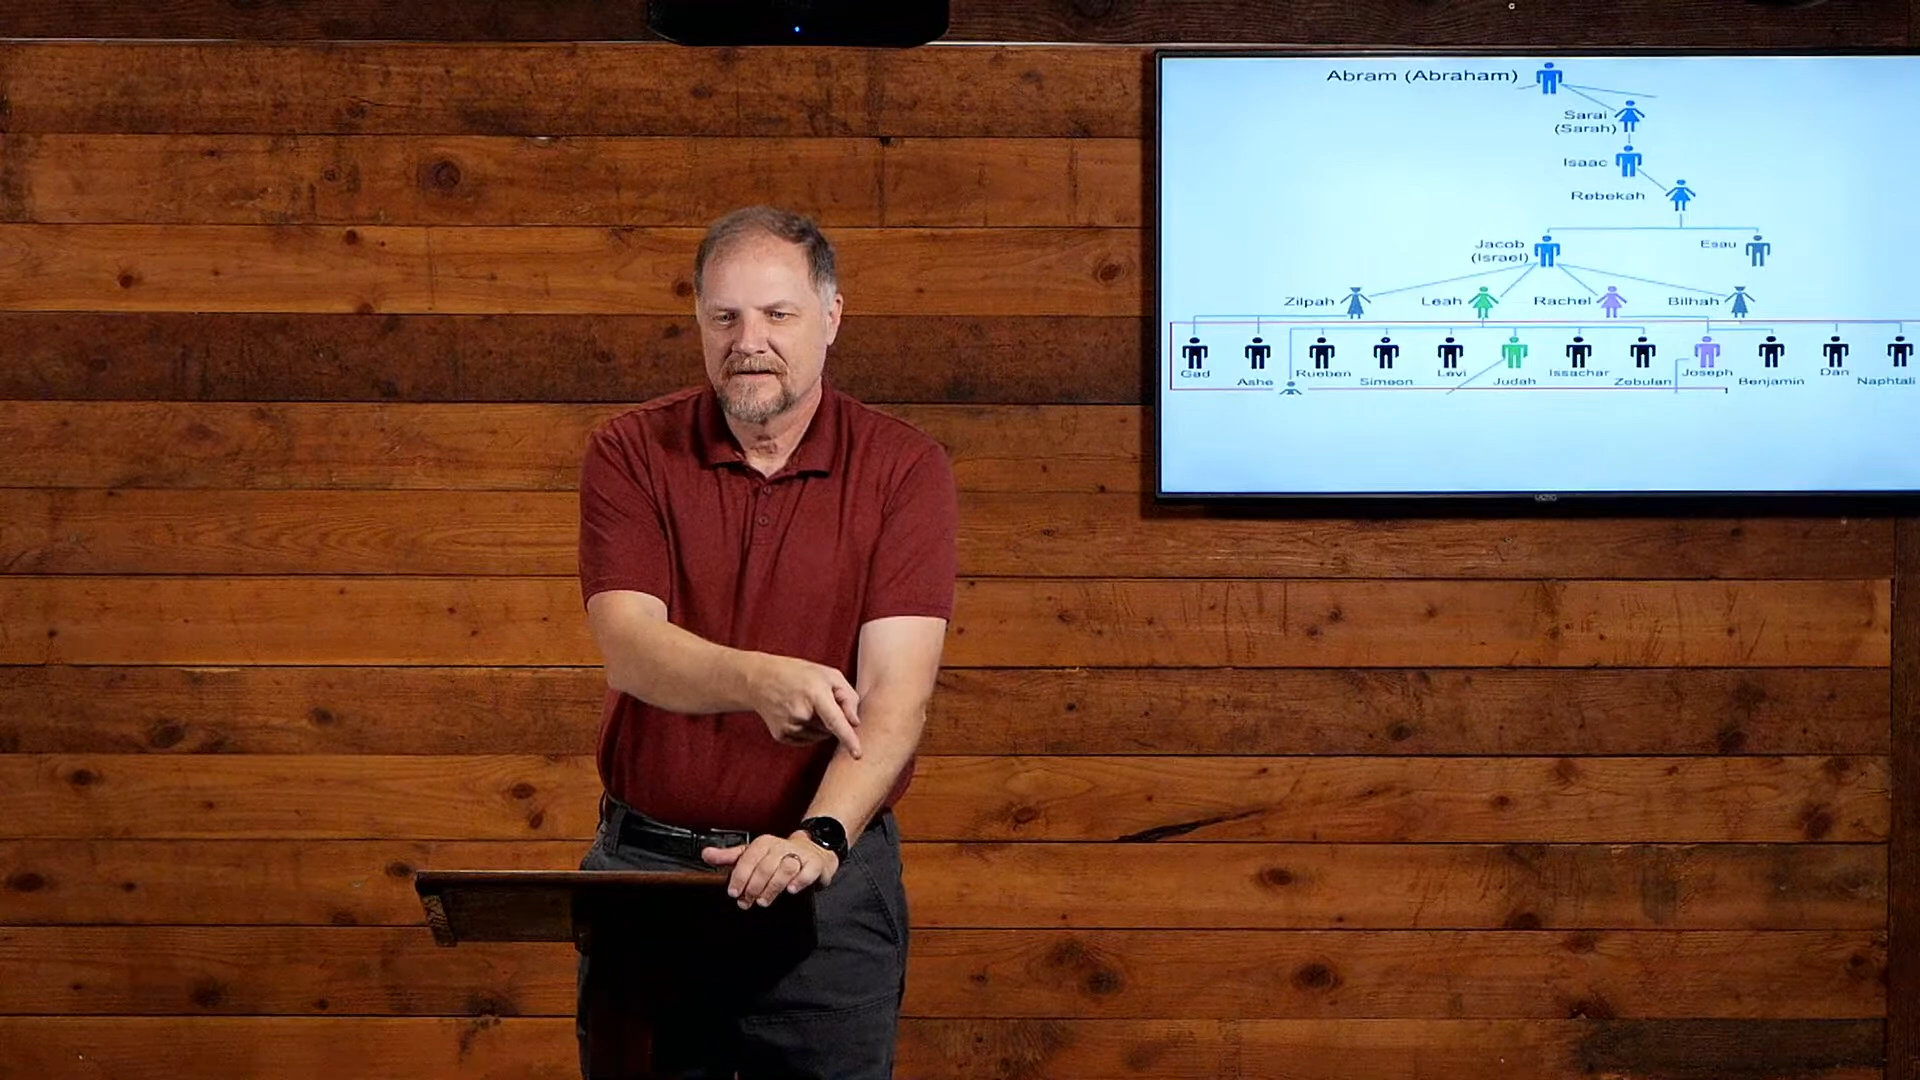 Abram (Abraham)
Sarai
(Sarah)
Isaac
Rebekah
Jacob
(Israel)
Esau
Zilpah
Leah
Rachel
Bilhah
Gad
Ashe
Rueben
Simeon
Levi
Judah
Issachar
Zebulan
Joseph
Benjamin
Dan
Naphtali
VIZIO